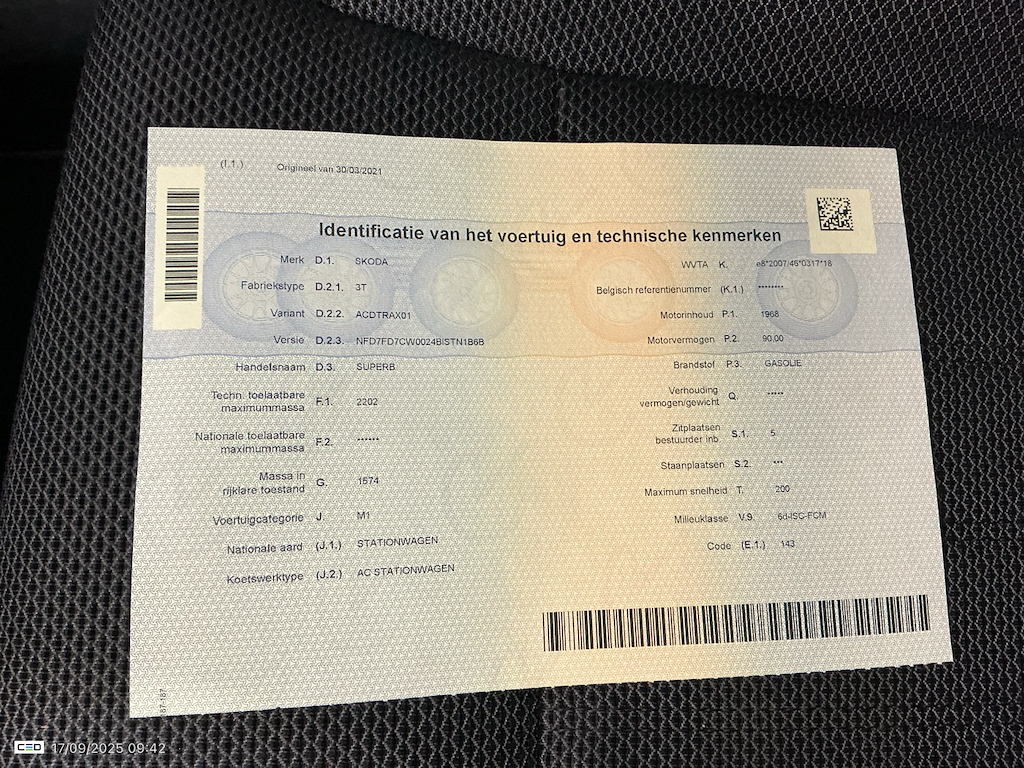 (I.1.) Origineel van 30/03/2021
Identificatie van het voertuig en technische kenmerken
Merk D.1. SKODA
Fabriekstype D.2.1. 3T
Variant D.2.2. ACDTRAX01
Versie D.2.3. NFD7FD7CW0024BISTN1B6B
Handelsnaam D.3. SUPERB
Techn. toelaatbare
maximummassa F.1. 2202
Nationale toelaatbare
maximummassa F.2. ******
Massa in
rijklare toestand G. 1574
Voertuigcategorie J. M1
Nationale aard (J.1.) STATIONWAGEN
Koetswerktype (J.2.) AC STATIONWAGEN
WVTA K. e8*2007/46*0317*18
Belgisch referentienummer (K.1.) ********
Motorinhoud P.1. 1968
Motorvermogen P.2. 90.00
Brandstof P.3. GASOLIE
Verhouding
vermogen/gewicht Q. *****
Zitplaatsen
bestuurder inb. S.1. 5
Staanplaatsen S.2. ***
Maximum snelheid T. 200
Milieuklasse V.9. 6d-ISC-FCM
Code (E.1.) 143
CEO 17/09/2025 09:42